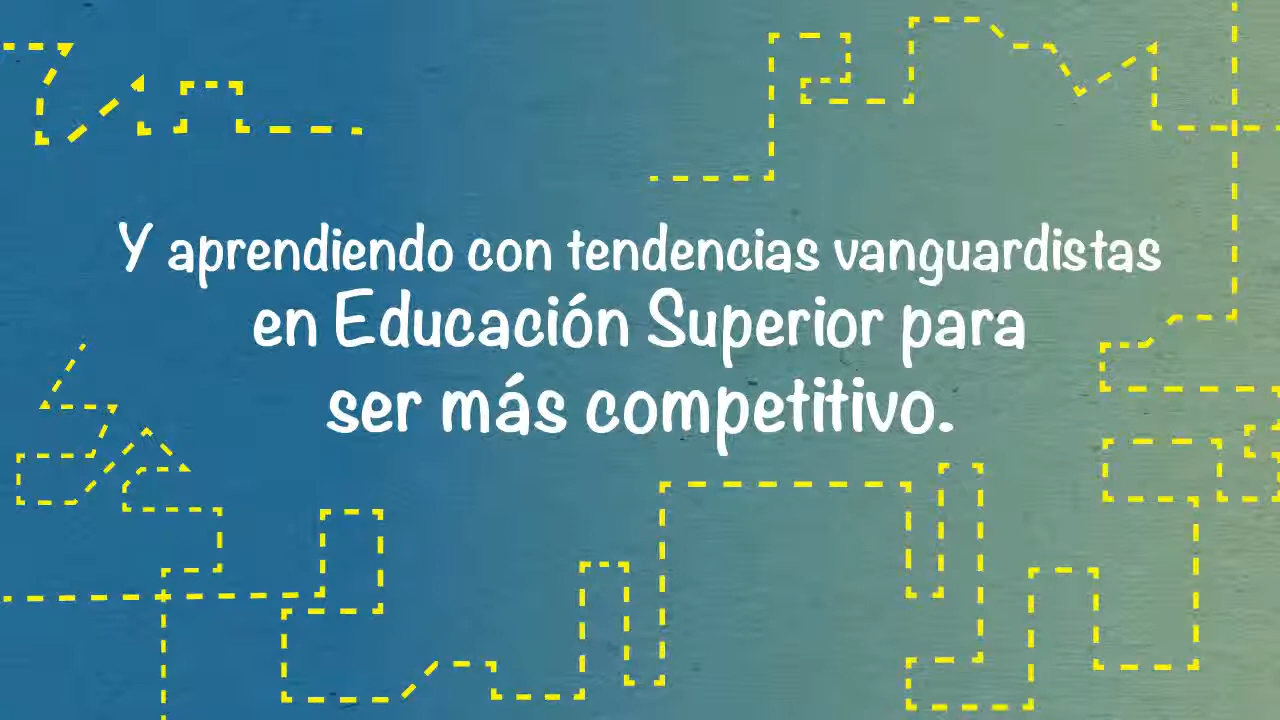 Y aprendiendo con tendencias vanguardistas
en Educación Superior para
ser más competitivo.